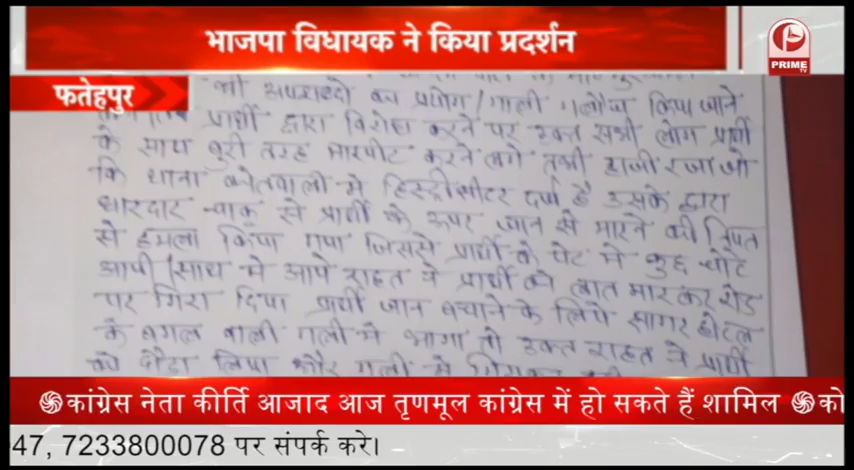 भाजपा विधायक ने किया प्रदर्शन
PRIME
TV
फतेहपुर
की अपशब्दो का प्रयोग / गाली गलौच किया जाने
प्रार्थी द्वारा विरोध करने पर उक्त सभी लोग प्रार्थी
के साथ बुरी तरह मारपीट करने लगे तभी हाजी रजा जो
कि थाना कोतवाली मे हिस्ट्रीशीटर दर्ज है उसके द्वारा
धारदार चाकू से प्रार्थी के ऊपर जान से मारने की नियत
से हमला किया गया जिससे प्रार्थी के पेट मे कुछ चोटे
आयी / साथ मे आये राहत ने प्रार्थी को लात मार कर रोड
पर गिरा दिया प्रार्थी जान बचाने के लिये सागर होटल
के बगल वाली गली मे भागा तो उक्त राहत ने प्रार्थी
को दौडा लिया और गली मे
֍कांग्रेस नेता कीर्ति आजाद आज तृणमूल कांग्रेस में हो सकते हैं शामिल ֍को
47, 7233800078 पर संपर्क करे।